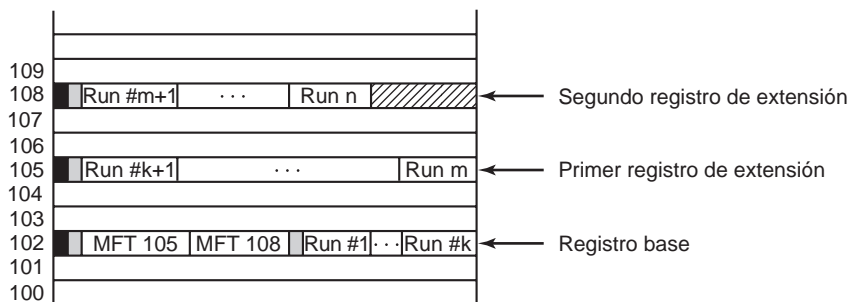 109
108 Run #m+1 ... Run n Segundo registro de extensión
107
106
105 Run #k+1 ... Run m Primer registro de extensión
104
103
102 MFT 105 MFT 108 Run #1 ... Run #k Registro base
101
100